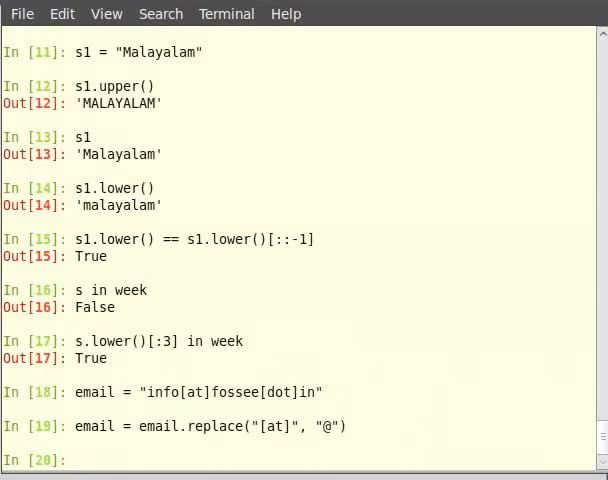 File Edit View Search Terminal Help
In [11]: s1 = "Malayalam"
In [12]: s1.upper()
Out[12]: 'MALAYALAM'
In [13]: s1
Out[13]: 'Malayalam'
In [14]: s1.lower()
Out[14]: 'malayalam'
In [15]: s1.lower() == s1.lower()[::-1]
Out[15]: True
In [16]: s in week
Out[16]: False
In [17]: s.lower()[:3] in week
Out[17]: True
In [18]: email = "info[at]fossee[dot]in"
In [19]: email = email.replace("[at]", "@")
In [20]: